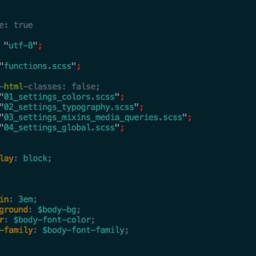 e: true
"utf-8";
"functions.scss";
-html-classes: false;
"01_settings_colors.scss";
"02_settings_typography.scss";
"03_settings_mixins_media_queries.scss";
"04_settings_global.scss";
lay: block;
in: 3em;
ground: $body-bg;
r: $body-font-color;
-family: $body-font-family;